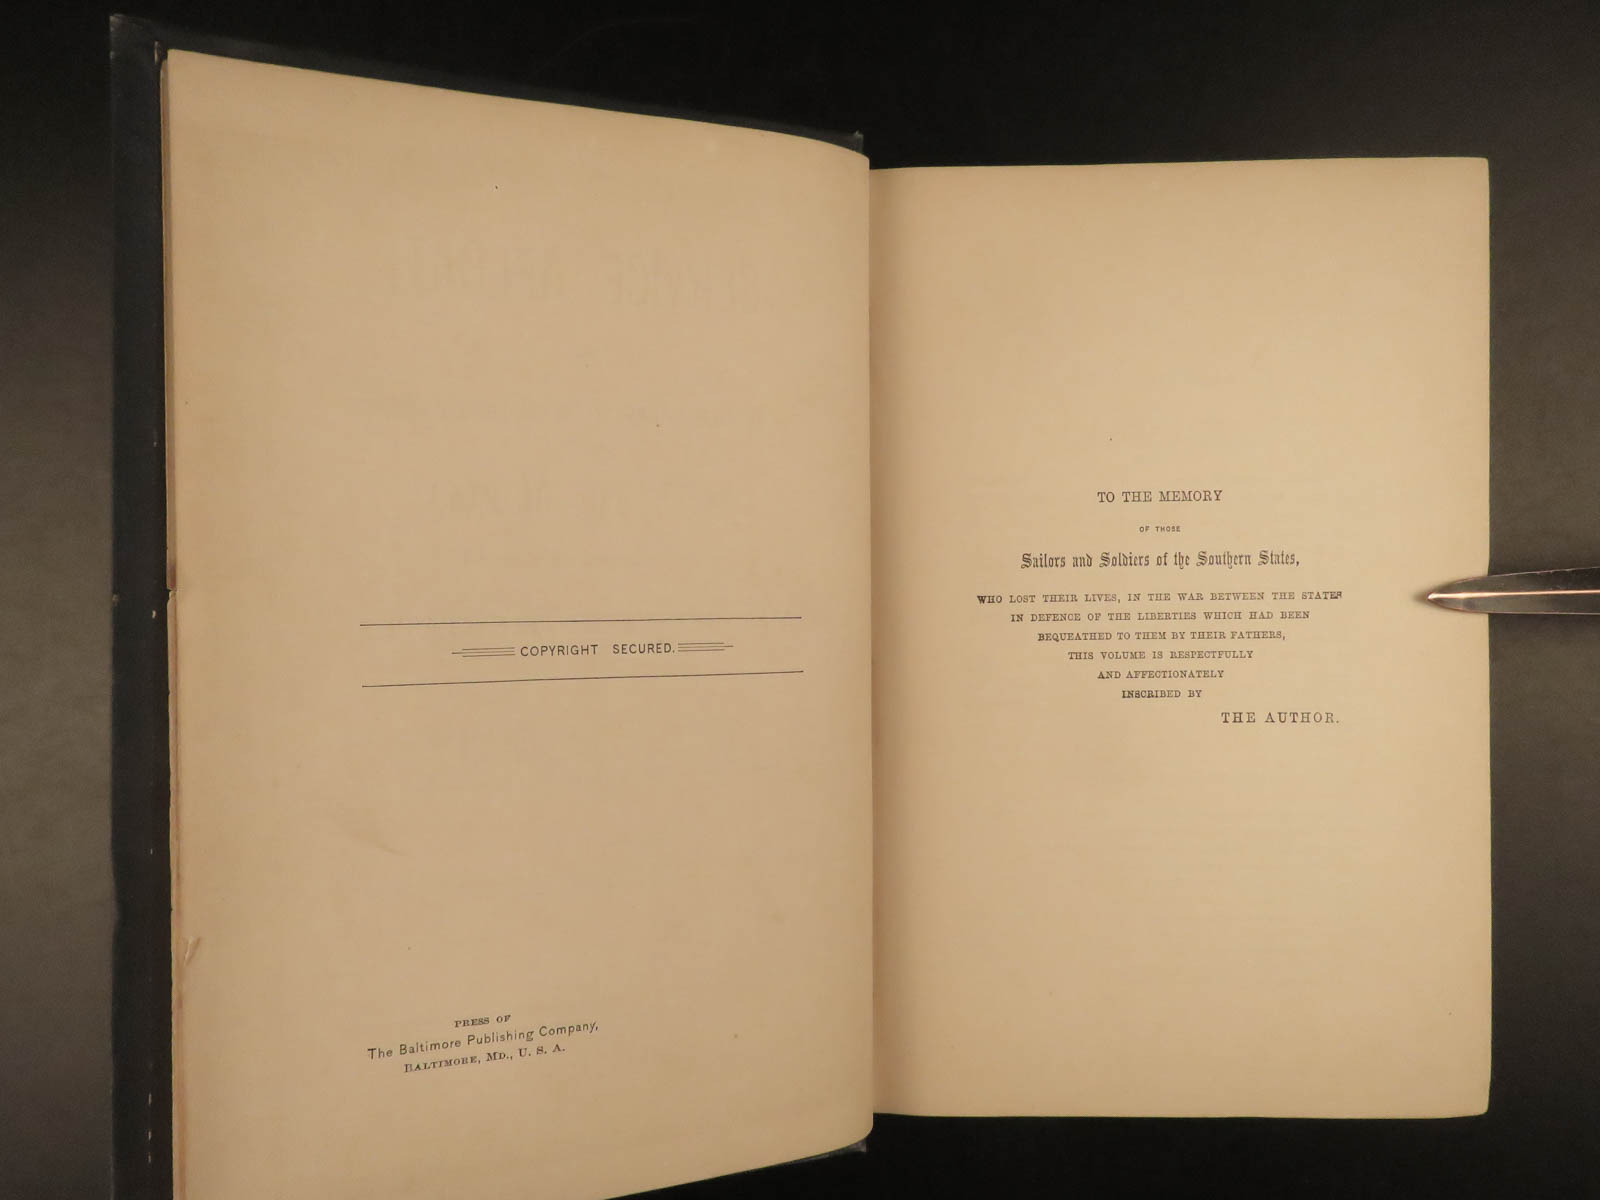 COPYRIGHT SECURED.
PRESS OF
The Baltimore Publishing Company,
BALTIMORE, MD., U. S. A.
TO THE MEMORY
OF THOSE
Sailors and Soldiers of the Southern States,
WHO LOST THEIR LIVES, IN THE WAR BETWEEN THE STATES
IN DEFENCE OF THE LIBERTIES WHICH HAD BEEN
BEQUEATHED TO THEM BY THEIR FATHERS,
THIS VOLUME IS RESPECTFULLY
AND AFFECTIONATELY
INSCRIBED BY
THE AUTHOR.